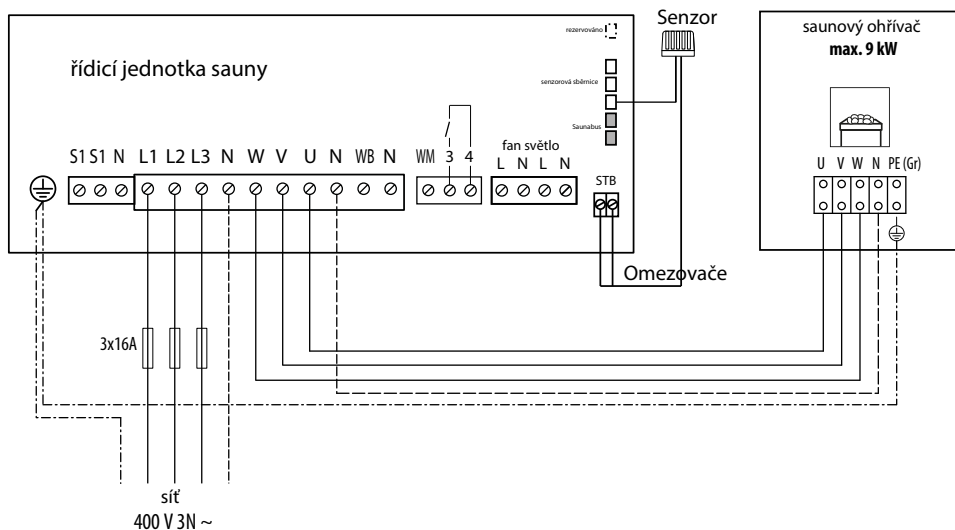 Senzor
rezervováno
řídicí jednotka sauny
senzorová sběrnice
Saunabus
fan světlo
S1 S1 N L1 L2 L3 N W V U N WB N WM 3 4 L N L N
STB
Omezovače
3x16A
síť
400 V 3N ~
saunový ohřívač
max. 9 kW
U V W N PE (Gr)